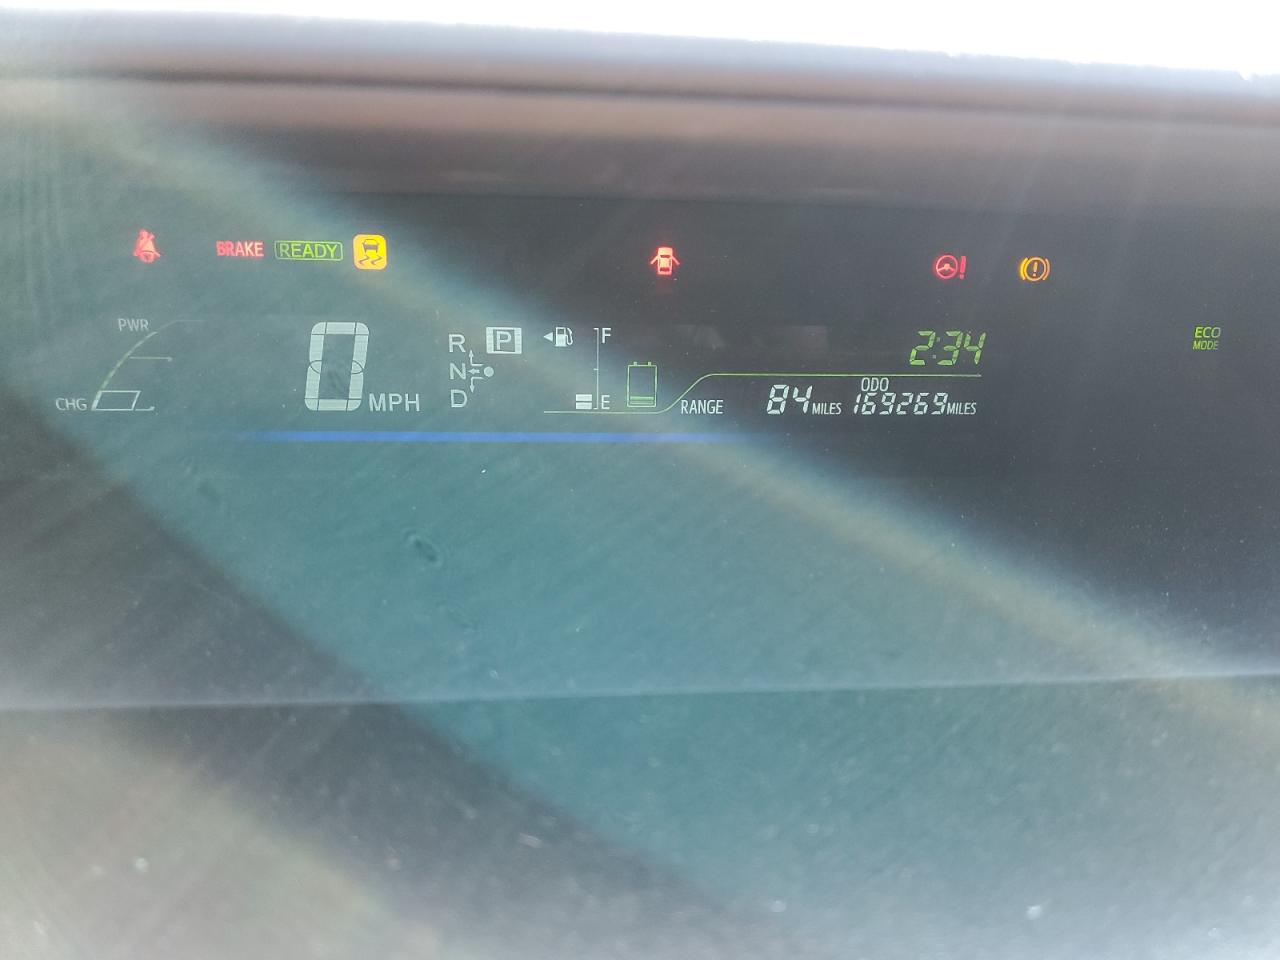 BRAKE READY
PWR
CHG
0 MPH
R P
N
D
F
E
2:34
RANGE 84 MILES
ODO
169269 MILES
ECO
MODE